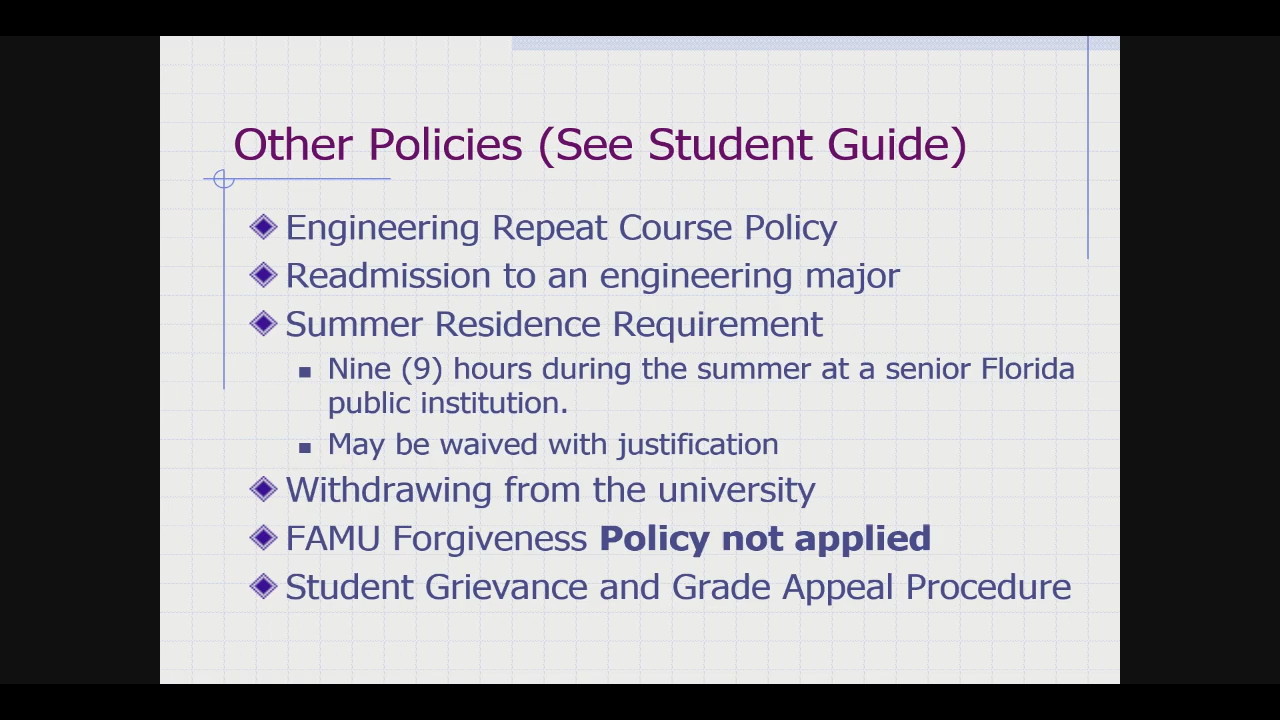 Other Policies (See Student Guide)
Engineering Repeat Course Policy
Readmission to an engineering major
Summer Residence Requirement
Nine (9) hours during the summer at a senior Florida
public institution.
May be waived with justification
Withdrawing from the university
FAMU Forgiveness Policy not applied
Student Grievance and Grade Appeal Procedure